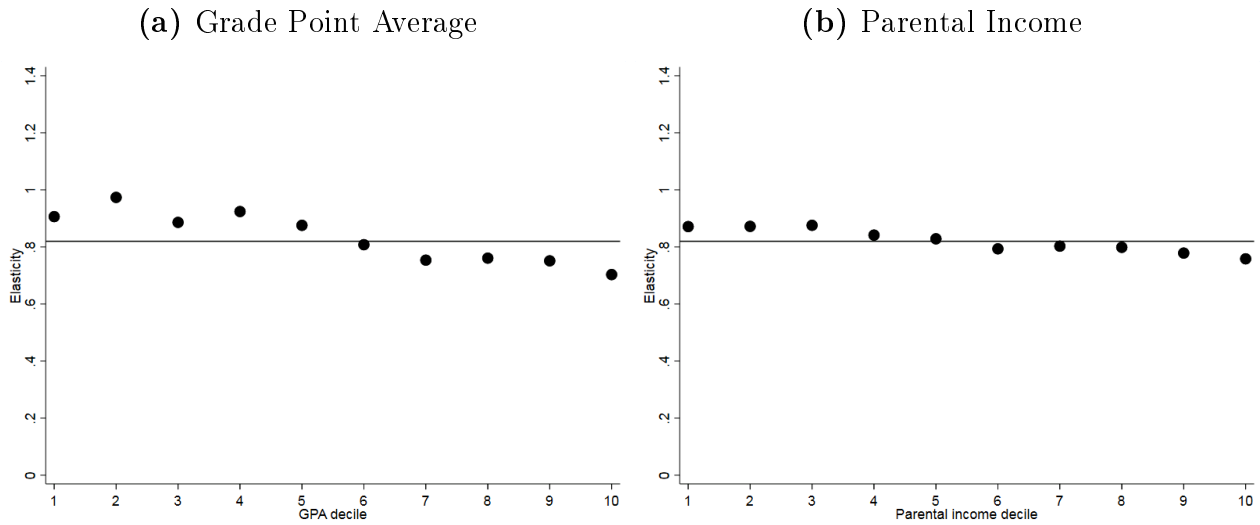 (a) Grade Point Average
1.4
1.2
1
.8
.6
.4
.2
0
Elasticity
1 2 3 4 5 6 7 8 9 10
GPA decile
(b) Parental Income
1.4
1.2
1
.8
.6
.4
.2
0
Elasticity
1 2 3 4 5 6 7 8 9 10
Parental income decile